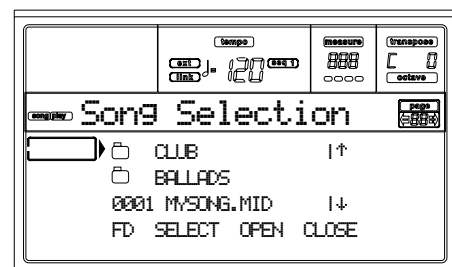 tempo measure transpose
ext link = 120 seq 1 888 C 0
octave
song play Song Selection page 88
CLUB |↑
BALLADS
0001 MYSONG.MID |↓
FD SELECT OPEN CLOSE